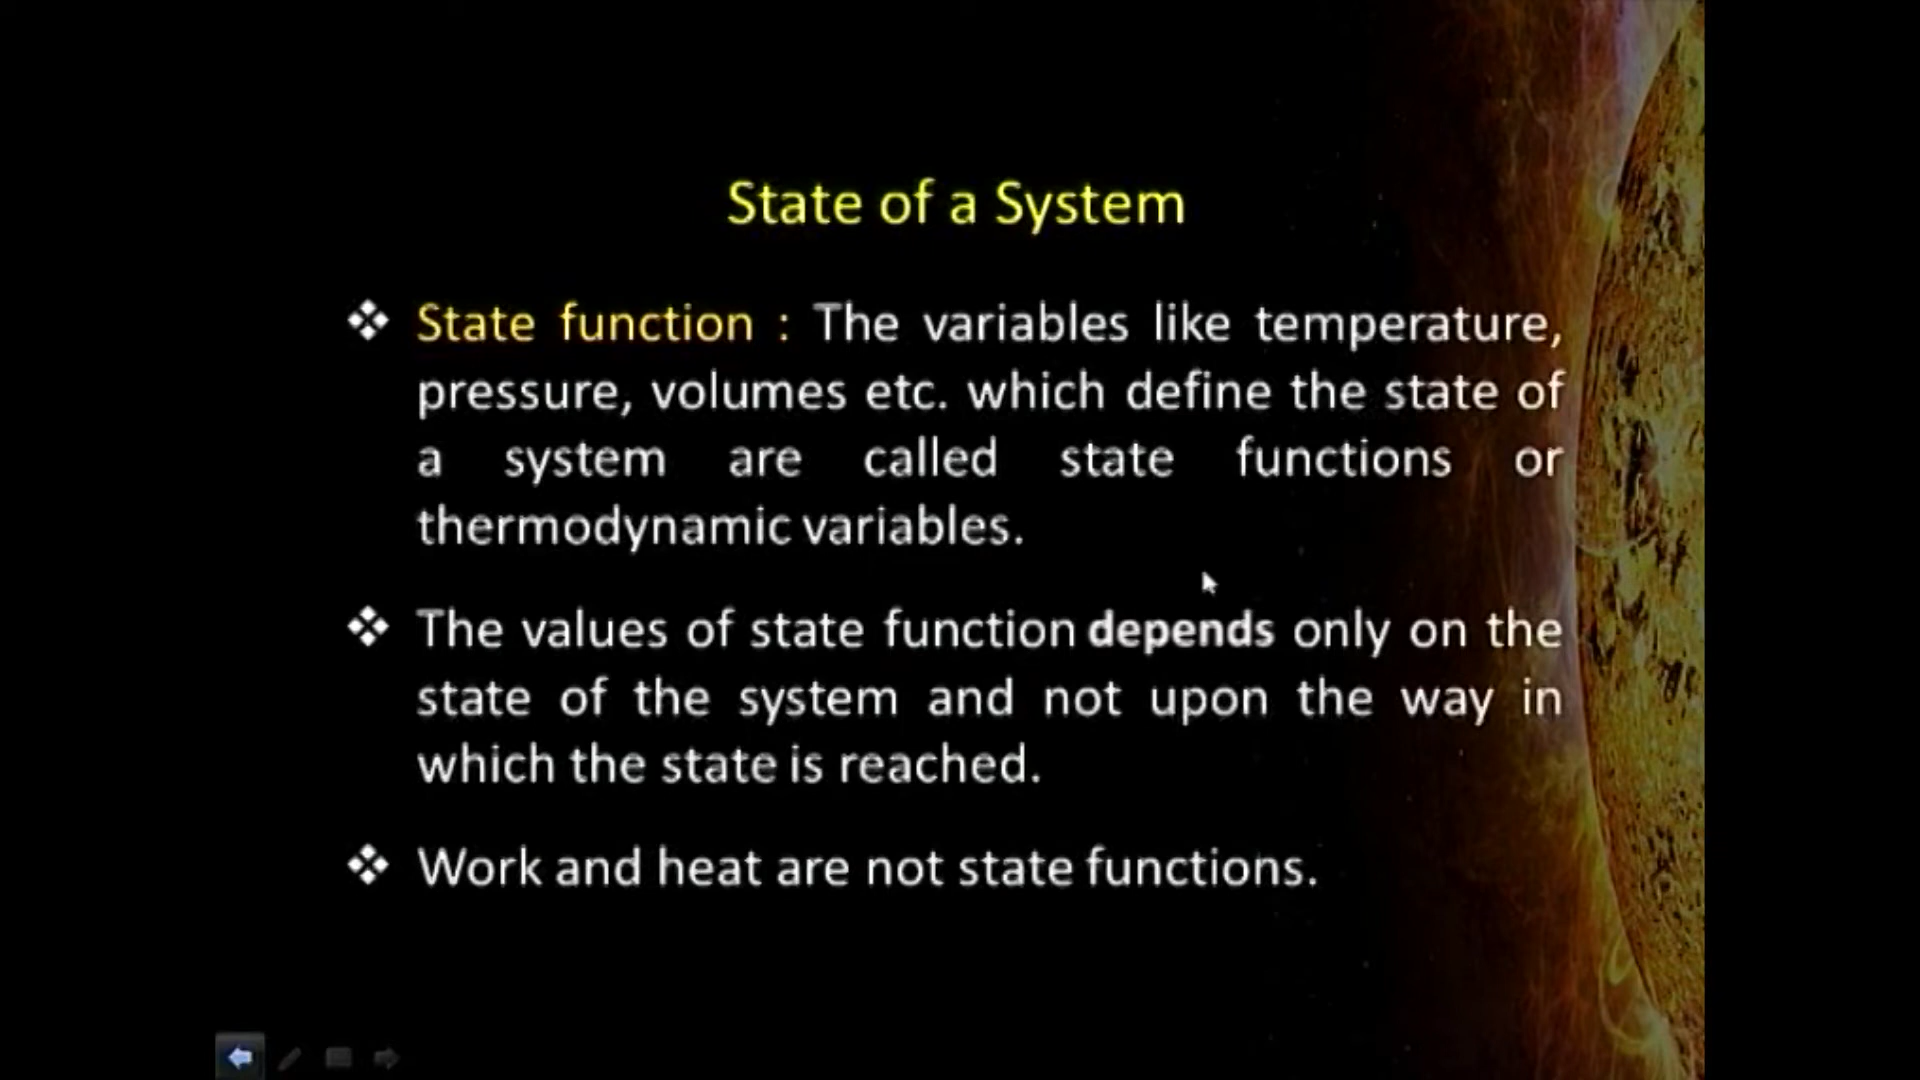 State of a System
State function : The variables like temperature,
pressure, volumes etc. which define the state of
a system are called state functions or
thermodynamic variables.
The values of state function depends only on the
state of the system and not upon the way in
which the state is reached.
Work and heat are not state functions.